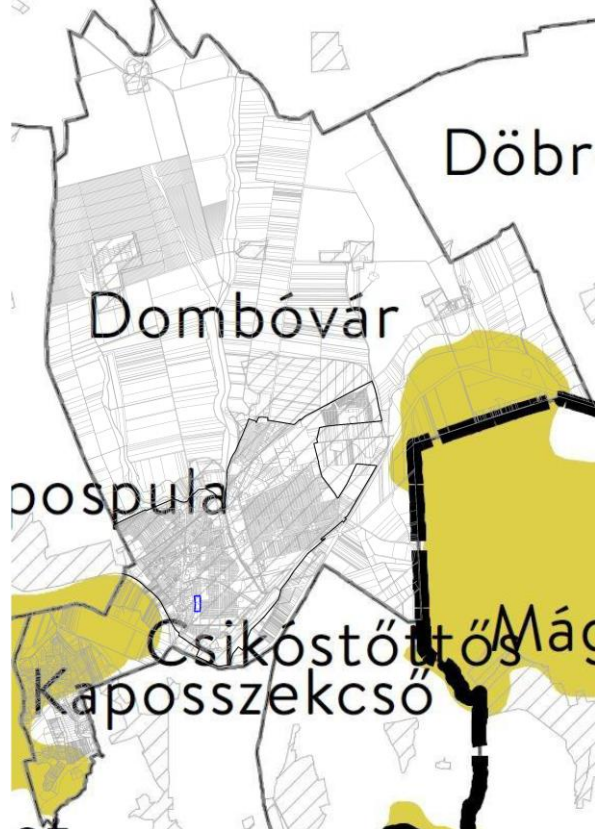 Döbr
Dombóvár
pospula
Csikóstőttős
Mág
Kaposszekcső